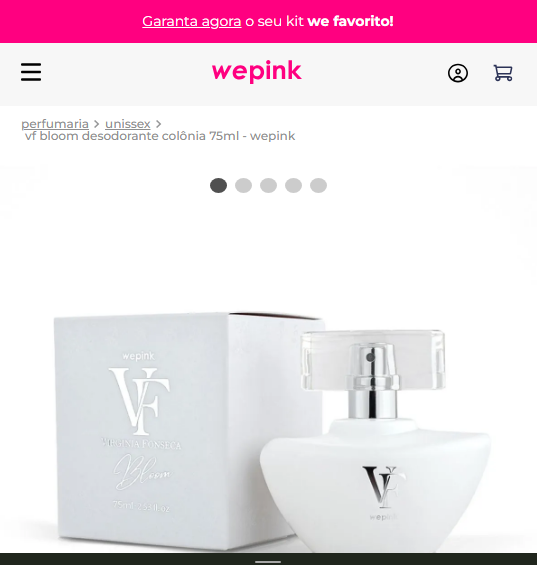 Garanta agora o seu kit we favorito!
wepink
perfumaria > unissex >
vf bloom desodorante colônia 75ml - wepink
wepink
VF
VIRGINIA FONSECA
Bloom
VF
wepink